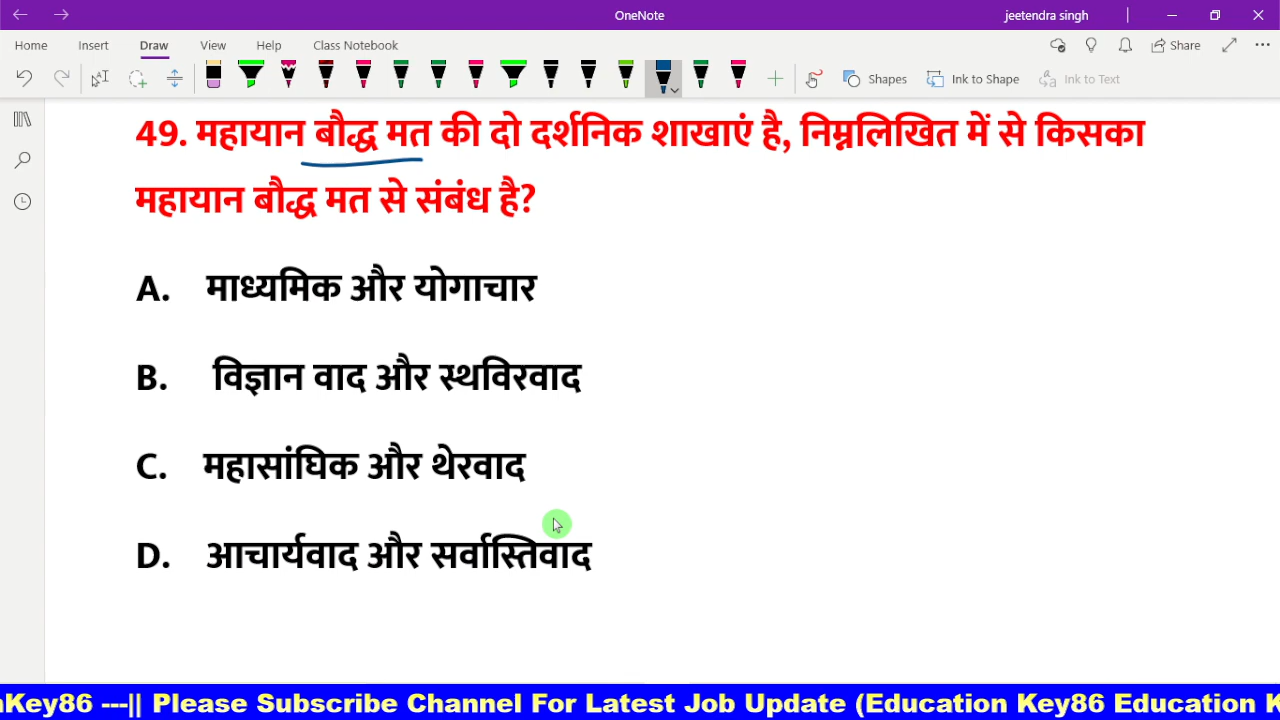 OneNote
jeetendra singh
Home Insert Draw View Help Class Notebook
Share
Shapes Ink to Shape Ink to Text
49. महायान बौद्ध मत की दो दर्शनिक शाखाएं है, निम्नलिखित में से किसका
महायान बौद्ध मत से संबंध है?
A. माध्यमिक और योगाचार
B. विज्ञान वाद और स्थविरवाद
C. महासांघिक और थेरवाद
D. आचार्यवाद और सर्वास्तिवाद
nKey86 ---|| Please Subscribe Channel For Latest Job Update (Education Key86 Education K